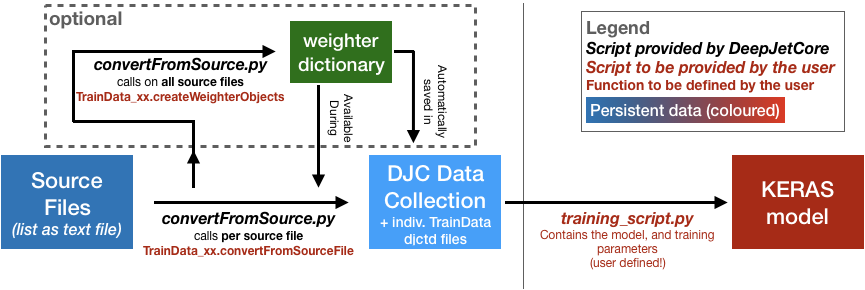 optional
convertFromSource.py
calls on all source files
TrainData_xx.createWeighterObjects
weighter
dictionary
Automatically
saved in
Available
During
Legend
Script provided by DeepJetCore
Script to be provided by the user
Function to be defined by the user
Persistent data (coloured)
Source
Files
(list as text file)
convertFromSource.py
calls per source file
TrainData_xx.convertFromSourceFile
DJC Data
Collection
+ indiv. TrainData
djctd files
training_script.py
Contains the model, and training
parameters
(user defined!)
KERAS
model